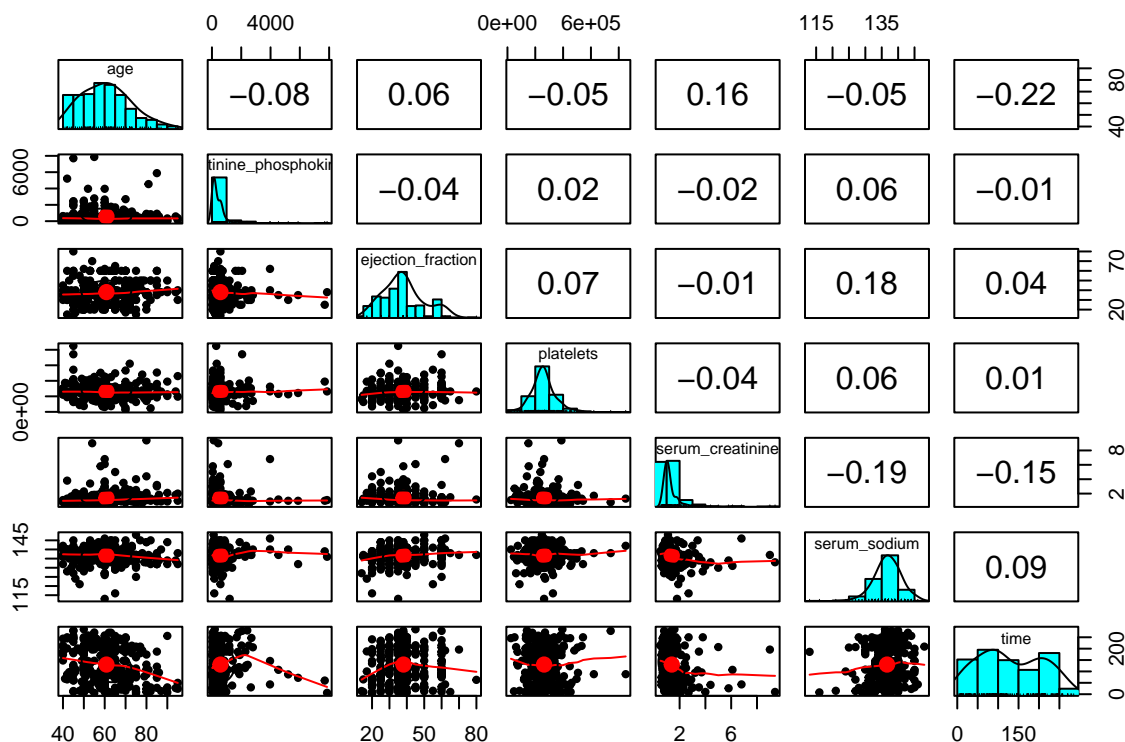 0 4000 0e+00 6e+05 115 135
age −0.08 0.06 −0.05 0.16 −0.05 −0.22 40 80
0 6000 tinine_phosphokin −0.04 0.02 −0.02 0.06 −0.01
ejection_fraction 0.07 −0.01 0.18 0.04 20 50 80
0e+00 platelets −0.04 0.06 0.01
serum_creatinine −0.19 −0.15 2 8
115 145 serum_sodium 0.09
time 0 200
40 60 80 20 50 80 2 6 0 150